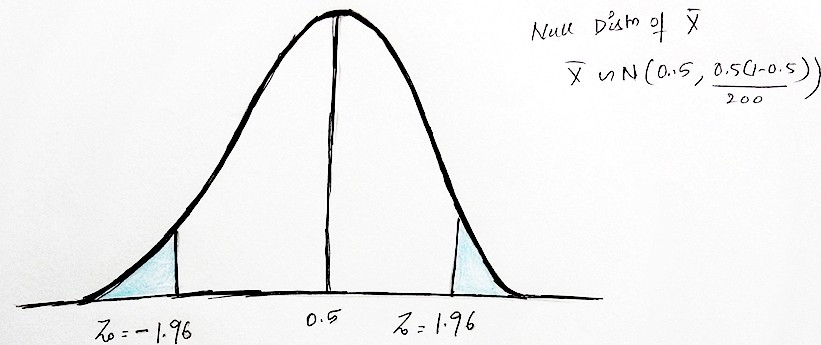 Null Distn of X̄
X̄ ∽ N(0.5, 0.5(1-0.5)/200)
Z₀ = -1.96
0.5
Z₀ = 1.96